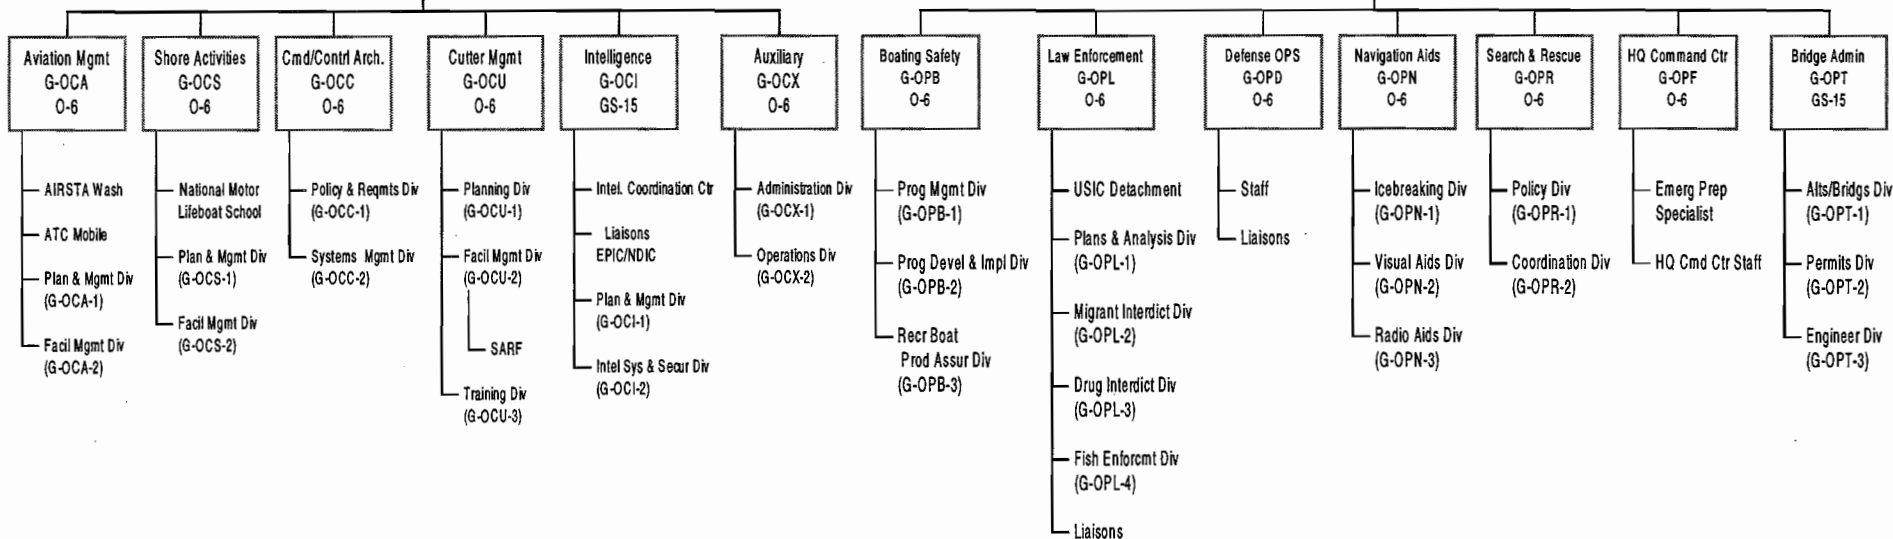 Aviation Mgmt
G-OCA
O-6
AIRSTA Wash
ATC Mobile
Plan & Mgmt Div
(G-OCA-1)
Facil Mgmt Div
(G-OCA-2)
Shore Activities
G-OCS
O-6
National Motor
Lifeboat School
Plan & Mgmt Div
(G-OCS-1)
Facil Mgmt Div
(G-OCS-2)
Cmd/Contrl Arch.
G-OCC
O-6
Policy & Reqmts Div
(G-OCC-1)
Systems Mgmt Div
(G-OCC-2)
Cutter Mgmt
G-OCU
O-6
Planning Div
(G-OCU-1)
Facil Mgmt Div
(G-OCU-2)
SARF
Training Div
(G-OCU-3)
Intelligence
G-OCI
GS-15
Intel. Coordination Ctr
Liaisons
EPIC/NDIC
Plan & Mgmt Div
(G-OCI-1)
Intel Sys & Secur Div
(G-OCI-2)
Auxiliary
G-OCX
O-6
Administration Div
(G-OCX-1)
Operations Div
(G-OCX-2)
Boating Safety
G-OPB
O-6
Prog Mgmt Div
(G-OPB-1)
Prog Devel & Impl Div
(G-OPB-2)
Recr Boat
Prod Assur Div
(G-OPB-3)
Law Enforcement
G-OPL
O-6
USIC Detachment
Plans & Analysis Div
(G-OPL-1)
Migrant Interdict Div
(G-OPL-2)
Drug Interdict Div
(G-OPL-3)
Fish Enforcmt Div
(G-OPL-4)
Liaisons
Defense OPS
G-OPD
O-6
Staff
Liaisons
Navigation Aids
G-OPN
O-6
Icebreaking Div
(G-OPN-1)
Visual Aids Div
(G-OPN-2)
Radio Aids Div
(G-OPN-3)
Search & Rescue
G-OPR
O-6
Policy Div
(G-OPR-1)
Coordination Div
(G-OPR-2)
HQ Command Ctr
G-OPF
O-6
Emerg Prep
Specialist
HQ Cmd Ctr Staff
Bridge Admin
G-OPT
GS-15
Alts/Bridgs Div
(G-OPT-1)
Permits Div
(G-OPT-2)
Engineer Div
(G-OPT-3)